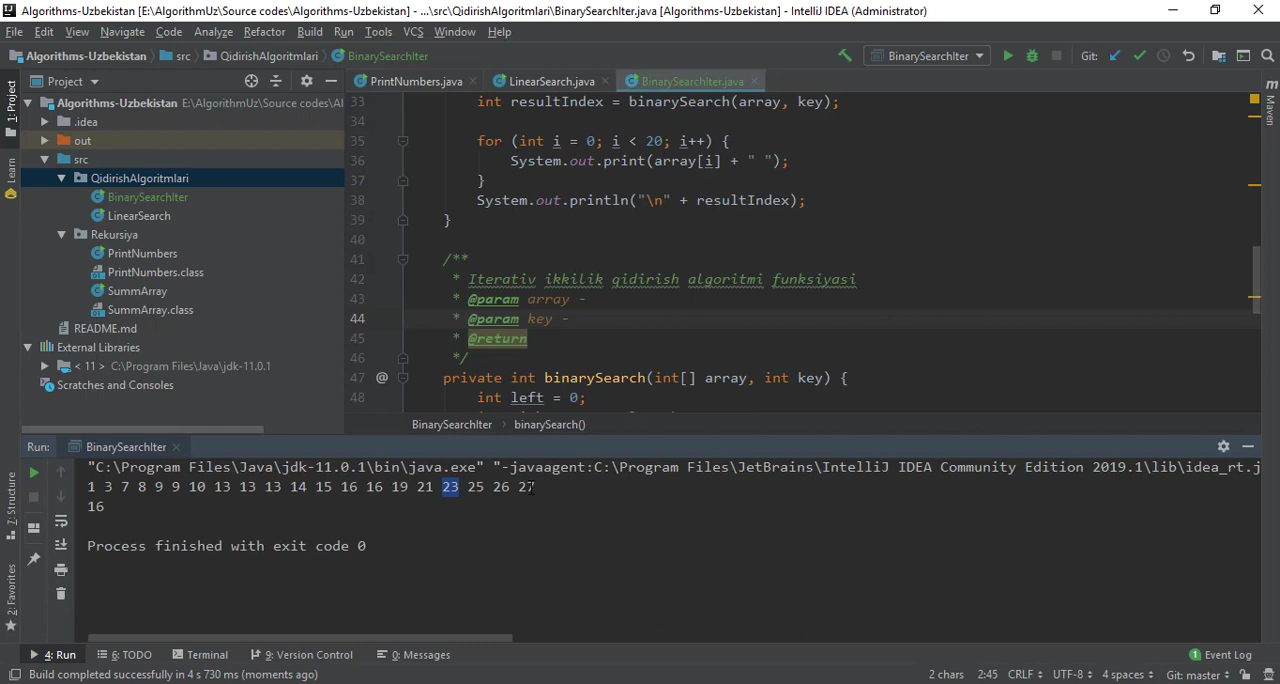 Algorithms-Uzbekistan [E:\AlgorithmUz\Source codes\Algorithms-Uzbekistan] - ...\src\QidirishAlgoritmlari\BinarySearchIter.java [Algorithms-Uzbekistan] - IntelliJ IDEA (Administrator)
File Edit View Navigate Code Analyze Refactor Build Run Tools VCS Window Help
Algorithms-Uzbekistan src QidirishAlgoritmlari BinarySearchIter BinarySearchIter Git:
1: Project
Learn
Project
Algorithms-Uzbekistan E:\AlgorithmUz\Source codes\Al
.idea
out
src
QidirishAlgoritmlari
BinarySearchIter
LinearSearch
Rekursiya
PrintNumbers
PrintNumbers.class
SummArray
SummArray.class
README.md
External Libraries
< 11 > C:\Program Files\Java\jdk-11.0.1
Scratches and Consoles
PrintNumbers.java LinearSearch.java BinarySearchIter.java
33 int resultIndex = binarySearch(array, key);
34
35 for (int i = 0; i < 20; i++) {
36 System.out.print(array[i] + " ");
37 }
38 System.out.println("\n" + resultIndex);
39 }
40
41 /**
42 * Iterativ ikkilik qidirish algoritmi funksiyasi
43 * @param array -
44 * @param key -
45 * @return
46 */
47 @ private int binarySearch(int[] array, int key) {
48 int left = 0;
BinarySearchIter › binarySearch()
Maven
Run: BinarySearchIter
"C:\Program Files\Java\jdk-11.0.1\bin\java.exe" "-javaagent:C:\Program Files\JetBrains\IntelliJ IDEA Community Edition 2019.1\lib\idea_rt.j
1 3 7 8 9 9 10 13 13 13 14 15 16 16 19 21 23 25 26 27
16
Process finished with exit code 0
7: Structure
2: Favorites
4: Run 6: TODO Terminal 9: Version Control 0: Messages 1 Event Log
Build completed successfully in 4 s 730 ms (moments ago) 2 chars 2:45 CRLF UTF-8 4 spaces Git: master